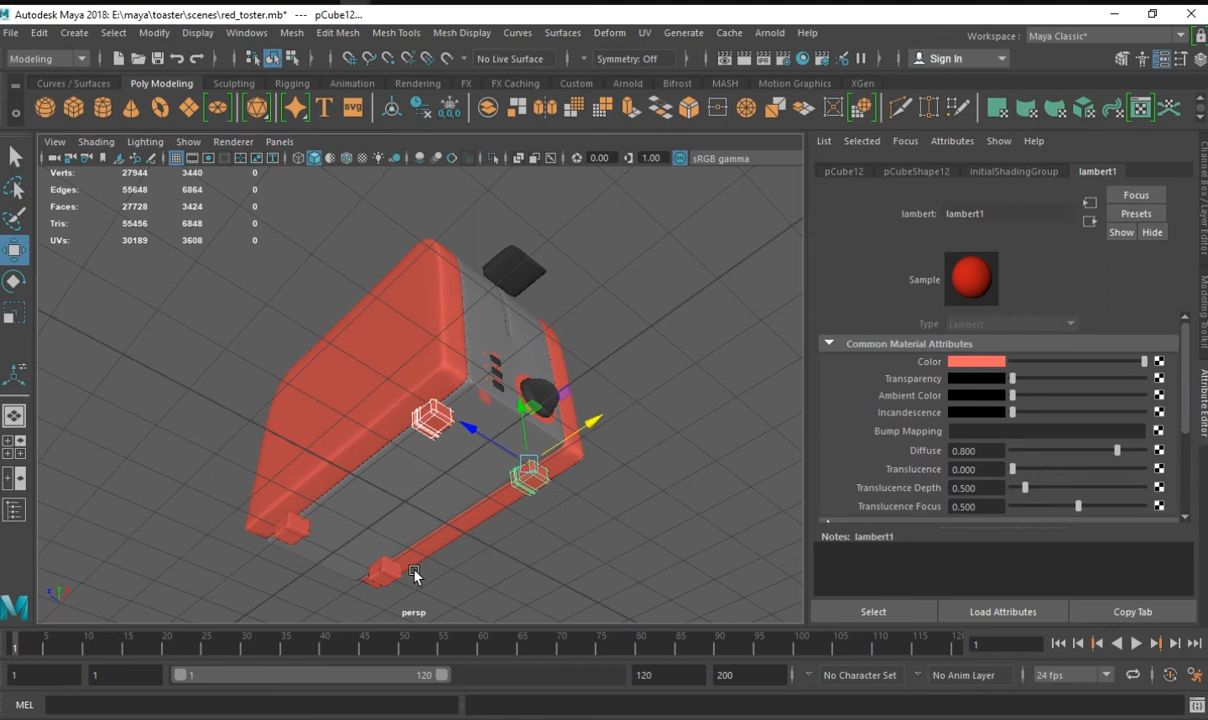 Autodesk Maya 2018: E:\maya\toaster\scenes\red_toster.mb* --- pCube12...
File Edit Create Select Modify Display Windows Mesh Edit Mesh Mesh Tools Mesh Display Curves Surfaces Deform UV Generate Cache Arnold Help Workspace : Maya Classic*
Modeling No Live Surface Symmetry: Off Sign In
Curves / Surfaces Poly Modeling Sculpting Rigging Animation Rendering FX FX Caching Custom Arnold Bifrost MASH Motion Graphics XGen
T SVG
View Shading Lighting Show Renderer Panels
0.00 1.00 sRGB gamma
Verts: 27944 3440 0
Edges: 55648 6864 0
Faces: 27728 3424 0
Tris: 55456 6848 0
UVs: 30189 3608 0
persp
List Selected Focus Attributes Show Help
pCube12 pCubeShape12 initialShadingGroup lambert1
lambert: lambert1
Focus
Presets
Show Hide
Sample
Type Lambert
Common Material Attributes
Color
Transparency
Ambient Color
Incandescence
Bump Mapping
Diffuse 0.800
Translucence 0.000
Translucence Depth 0.500
Translucence Focus 0.500
Notes: lambert1
Select Load Attributes Copy Tab
Channel Box / Layer Editor
Modeling Toolkit
Attribute Editor
5 10 15 20 25 30 35 40 45 50 55 60 65 70 75 80 85 90 95 100 105 110 115 1
1 1 1 120 120 200 No Character Set No Anim Layer 24 fps
MEL